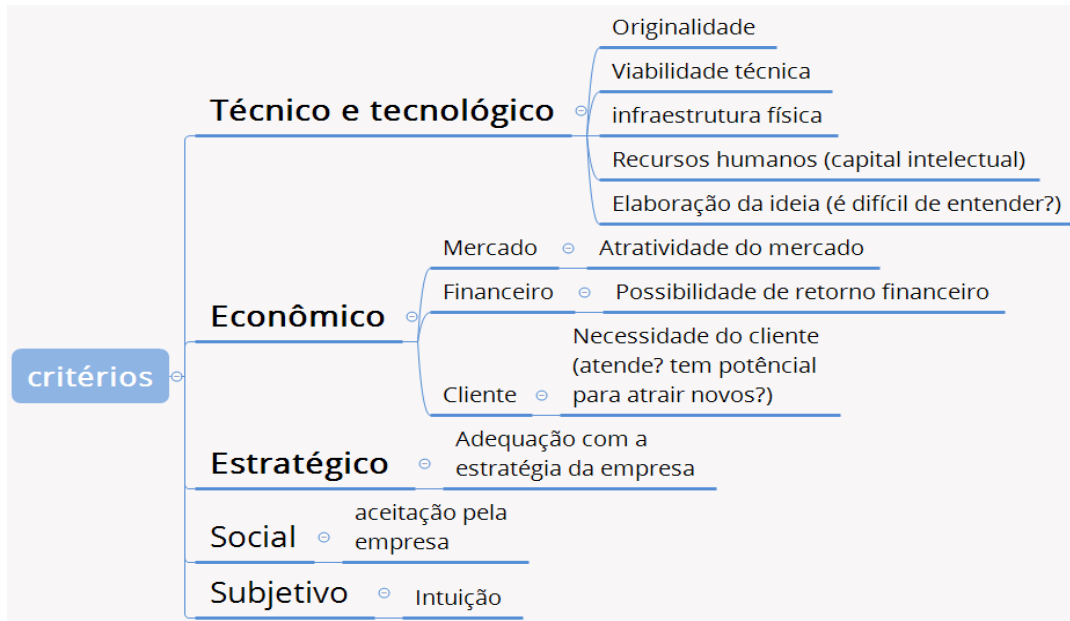 critérios
Técnico e tecnológico
Originalidade
Viabilidade técnica
infraestrutura física
Recursos humanos (capital intelectual)
Elaboração da ideia (é difícil de entender?)
Econômico
Mercado
Atratividade do mercado
Financeiro
Possibilidade de retorno financeiro
Cliente
Necessidade do cliente
(atende? tem potêncial
para atrair novos?)
Estratégico
Adequação com a
estratégia da empresa
Social
aceitação pela
empresa
Subjetivo
Intuição